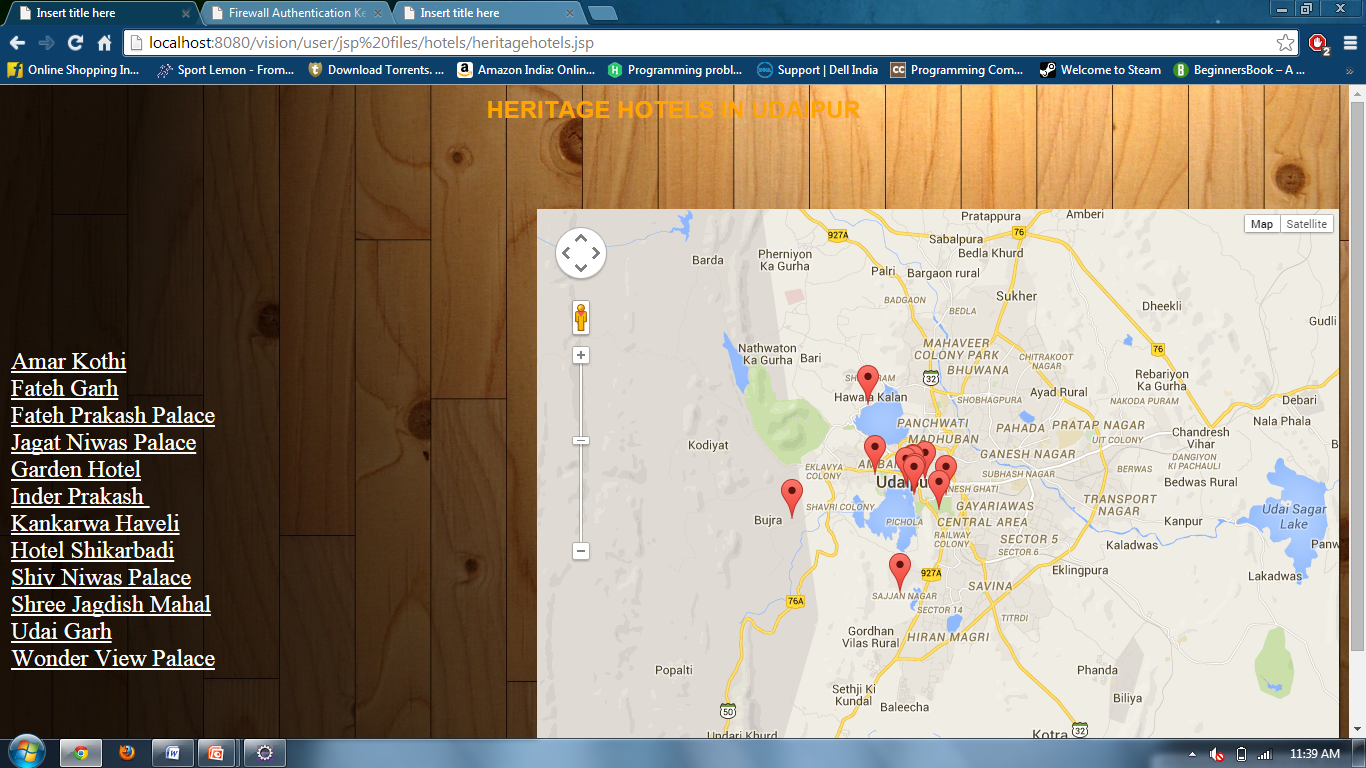 Insert title here
Firewall Authentication Ke
Insert title here
localhost:8080/vision/user/jsp%20files/hotels/heritagehotels.jsp
2
Online Shopping In...
Sport Lemon - From...
Download Torrents. ...
Amazon India: Onlin...
Programming probl...
Support | Dell India
Programming Com...
Welcome to Steam
BeginnersBook – A ...
»
HERITAGE HOTELS IN UDAIPUR
Amar Kothi
Fateh Garh
Fateh Prakash Palace
Jagat Niwas Palace
Garden Hotel
Inder Prakash
Kankarwa Haveli
Hotel Shikarbadi
Shiv Niwas Palace
Shree Jagdish Mahal
Udai Garh
Wonder View Palace
Map
Satellite
Pratappura
Amberi
927A
76
Sabalpura
Bedla Khurd
Pherniyon
Ka Gurha
Barda
Palri
Bargaon rural
BADGAON
Sukher
BEDLA
Dheekli
Gudli
MAHAVEER
COLONY PARK
BHUWANA
CHITRAKOOT
NAGAR
76
Nathwaton
Ka Gurha
Bari
32
Rebariyon
Ka Gurha
Hawala Kalan
SHOBHAGPURA
Ayad Rural
NAKODA PURAM
Debari
Nala Phala
PANCHWATI
MADHUBAN
PAHADA
PRATAP NAGAR
UIT COLONY
Chandresh
Vihar
Kodiyat
GANESH NAGAR
DANGIYON
KI PACHAULI
EKLAVYA
COLONY
SUBHASH NAGAR
BERWAS
Bedwas Rural
Udaipu
TRANSPORT
NAGAR
SHAVRI COLONY
GAYARIAWAS
Udai Sagar
Lake
Bujra
PICHOLA
CENTRAL AREA
Kanpur
RAILWAY
COLONY
SECTOR 5
SECTOR 6
Kaladwas
Panw
927A
Eklingpura
Lakadwas
SAVINA
SAJJAN NAGAR
76A
SECTOR 14
TITRDI
Gordhan
Vilas Rural
HIRAN MAGRI
Popalti
Phanda
Sethji Ki
Kundal
Baleecha
Biliya
50
Undari Khurd
Kotra
32
11:39 AM